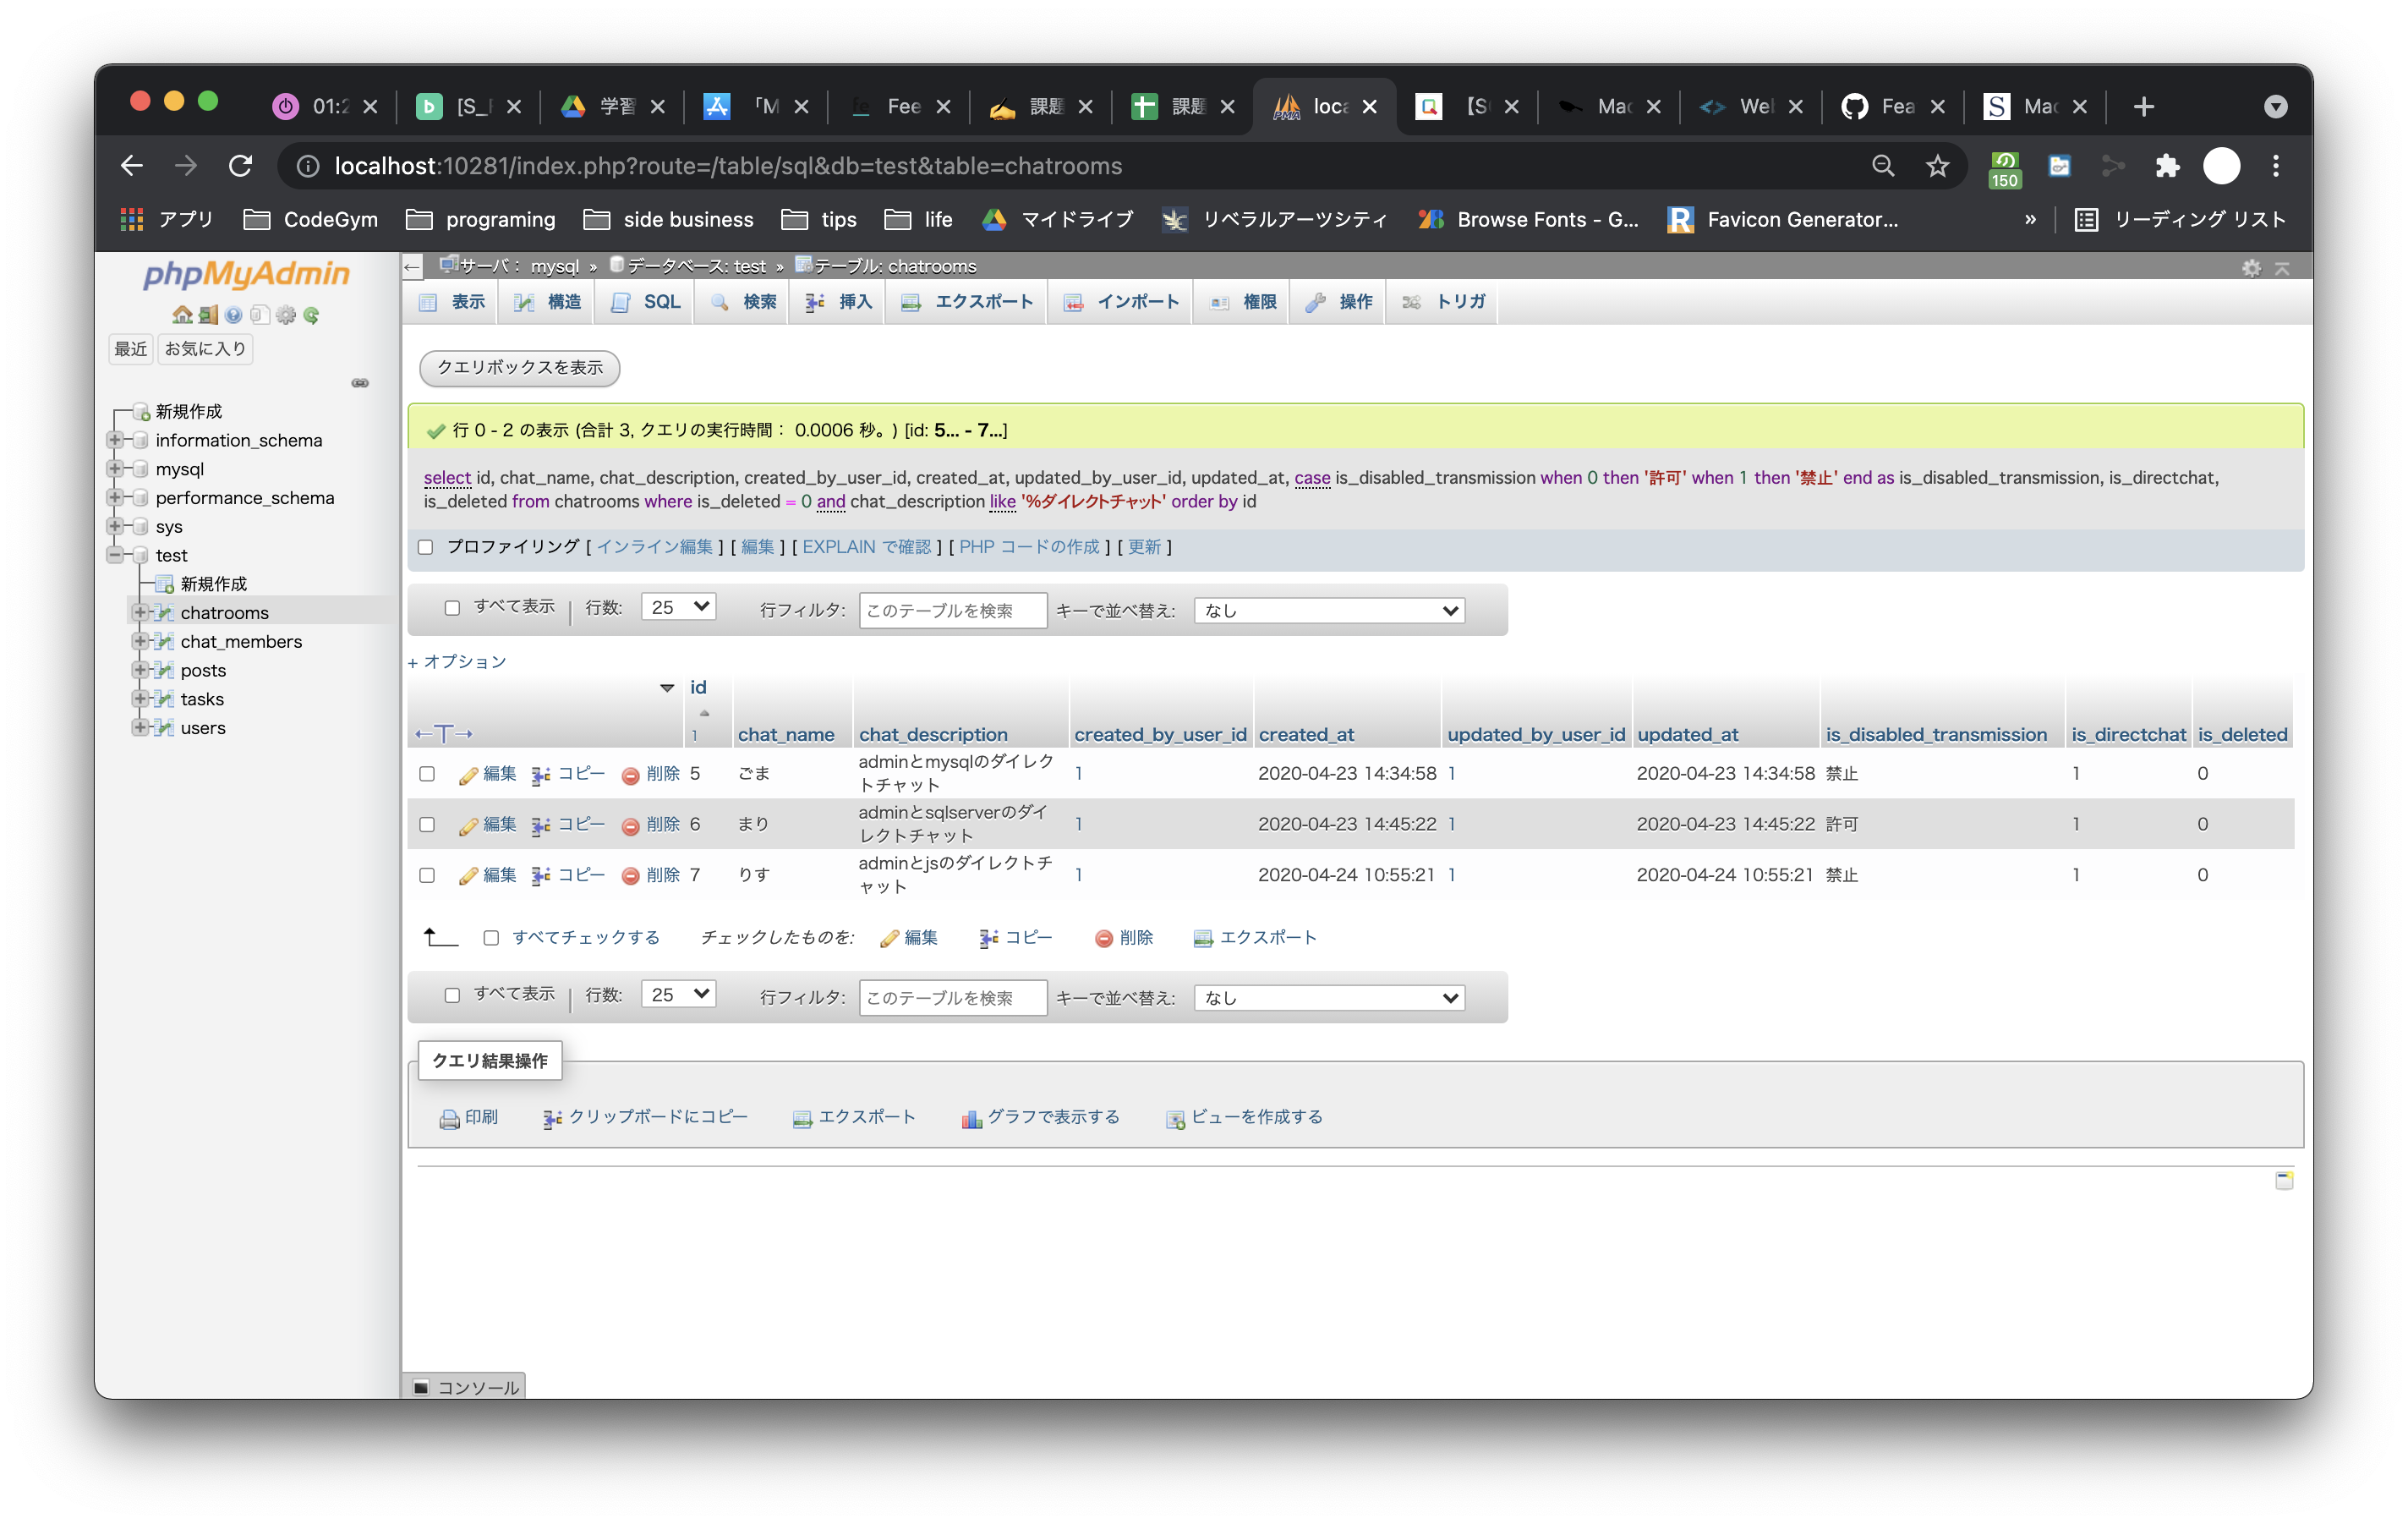 01:2
[S_F
学習
「M
fe Fee
課題
課題
loca
【S
Mac
We
Fea
S Mac
localhost:10281/index.php?route=/table/sql&db=test&table=chatrooms
150
アプリ CodeGym programing side business tips life マイドライブ リベラルアーツシティ Browse Fonts - G... Favicon Generator... » リーディング リスト
phpMyAdmin
最近 お気に入り
新規作成
information_schema
mysql
performance_schema
sys
test
新規作成
chatrooms
chat_members
posts
tasks
users
サーバ: mysql » データベース: test » テーブル: chatrooms
表示 構造 SQL 検索 挿入 エクスポート インポート 権限 操作 トリガ
クエリボックスを表示
行 0 - 2 の表示 (合計 3, クエリの実行時間: 0.0006 秒。) [id: 5... - 7...]
select id, chat_name, chat_description, created_by_user_id, created_at, updated_by_user_id, updated_at, case is_disabled_transmission when 0 then '許可' when 1 then '禁止' end as is_disabled_transmission, is_directchat,
is_deleted from chatrooms where is_deleted = 0 and chat_description like '%ダイレクトチャット' order by id
プロファイリング [ インライン編集 ] [ 編集 ] [ EXPLAIN で確認 ] [ PHP コードの作成 ] [ 更新 ]
すべて表示 行数: 25 行フィルタ: このテーブルを検索 キーで並べ替え: なし
+ オプション
←T→ id 1 chat_name chat_description created_by_user_id created_at updated_by_user_id updated_at is_disabled_transmission is_directchat is_deleted
編集 コピー 削除 5 ごま adminとmysqlのダイレク 1 2020-04-23 14:34:58 1 2020-04-23 14:34:58 禁止 1 0
トチャット
編集 コピー 削除 6 まり adminとsqlserverのダイ 1 2020-04-23 14:45:22 1 2020-04-23 14:45:22 許可 1 0
レクトチャット
編集 コピー 削除 7 りす adminとjsのダイレクトチ 1 2020-04-24 10:55:21 1 2020-04-24 10:55:21 禁止 1 0
ャット
すべてチェックする チェックしたものを: 編集 コピー 削除 エクスポート
すべて表示 行数: 25 行フィルタ: このテーブルを検索 キーで並べ替え: なし
クエリ結果操作
印刷 クリップボードにコピー エクスポート グラフで表示する ビューを作成する
コンソール